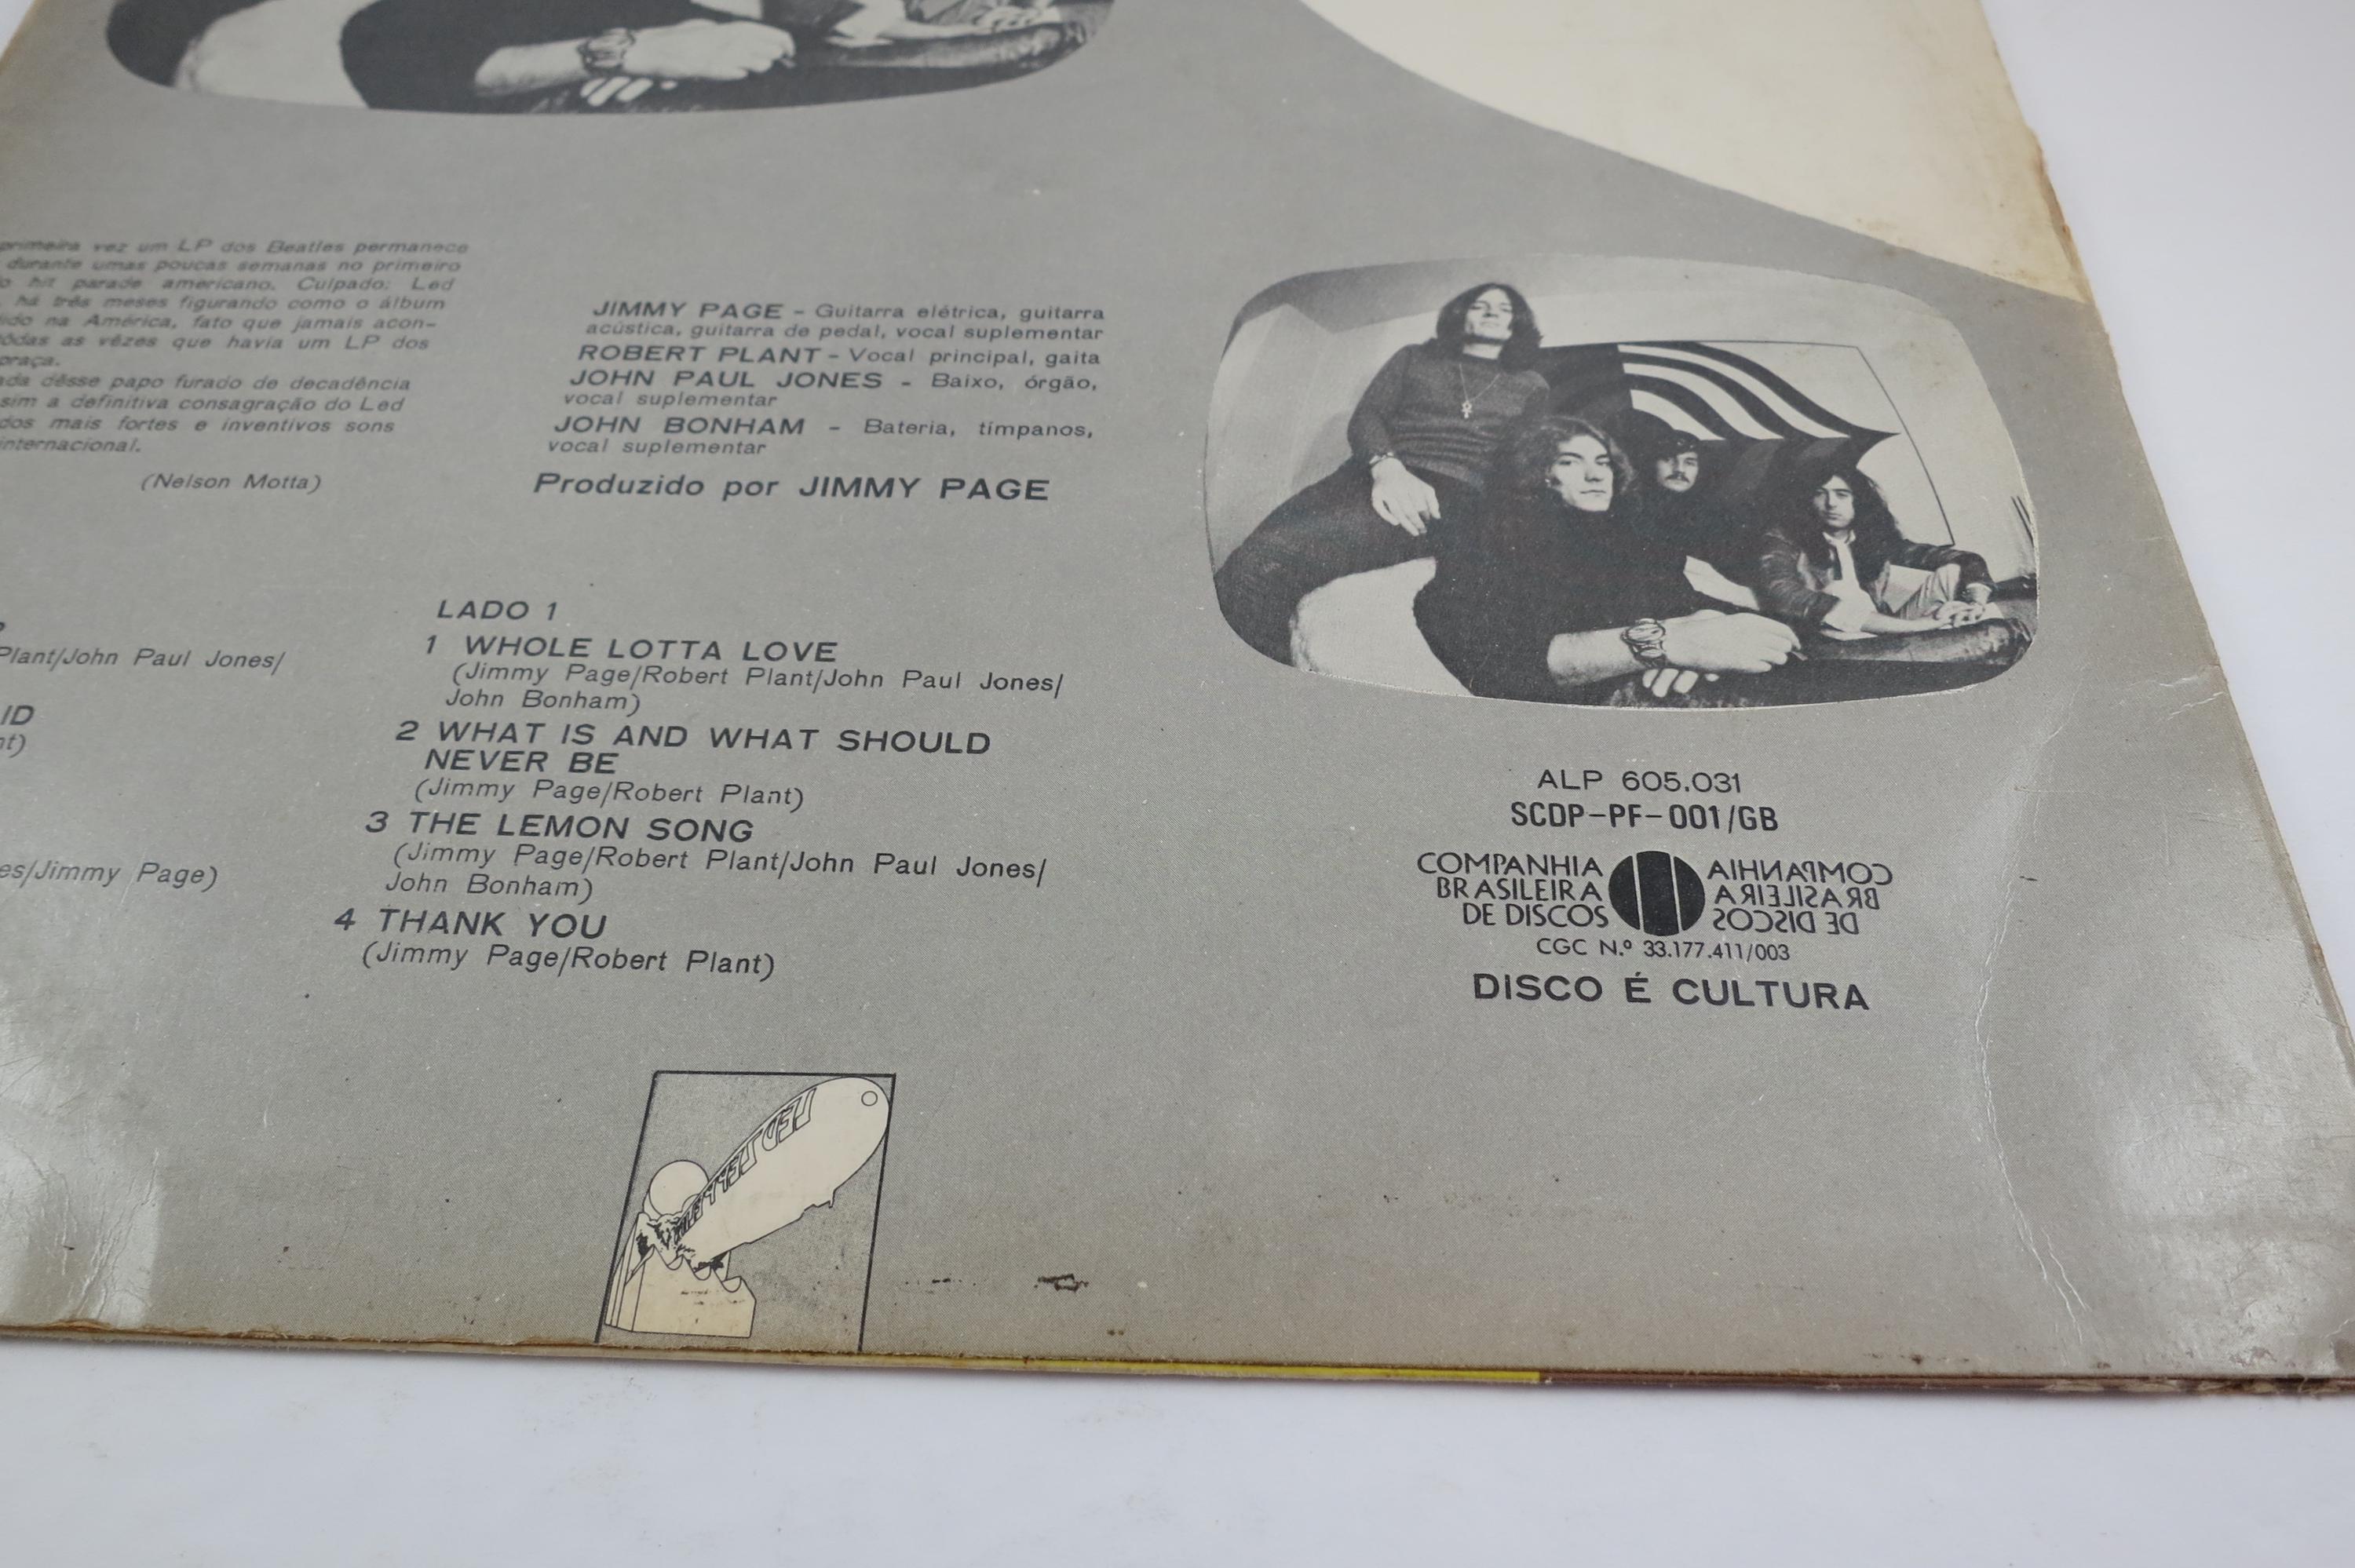 primeira vez um LP dos Beatles permanece
durante umas poucas semanas no primeiro
hit parade americano. Culpado: Led
há três meses figurando como o álbum
na América, fato que jamais acon-
as vêzes que havia um LP dos
dêsse papo furado de decadência
a definitiva consagração do Led
dos mais fortes e inventivos sons
internacional.
(Nelson Motta)
JIMMY PAGE - Guitarra elétrica, guitarra
acústica, guitarra de pedal, vocal suplementar
ROBERT PLANT - Vocal principal, gaita
JOHN PAUL JONES - Baixo, órgão,
vocal suplementar
JOHN BONHAM - Bateria, tímpanos,
vocal suplementar
Produzido por JIMMY PAGE
Plant/John Paul Jones/
ID
nt)
es/Jimmy Page)
LADO 1
1 WHOLE LOTTA LOVE
(Jimmy Page/Robert Plant/John Paul Jones/
John Bonham)
2 WHAT IS AND WHAT SHOULD
NEVER BE
(Jimmy Page/Robert Plant)
3 THE LEMON SONG
(Jimmy Page/Robert Plant/John Paul Jones/
John Bonham)
4 THANK YOU
(Jimmy Page/Robert Plant)
LED ZEPPELIN
ALP 605.031
SCDP-PF-001/GB
COMPANHIA COMPANHIA
BRASILEIRA BRASILEIRA
DE DISCOS DE DISCOS
CGC N.º 33.177.411/003
DISCO É CULTURA